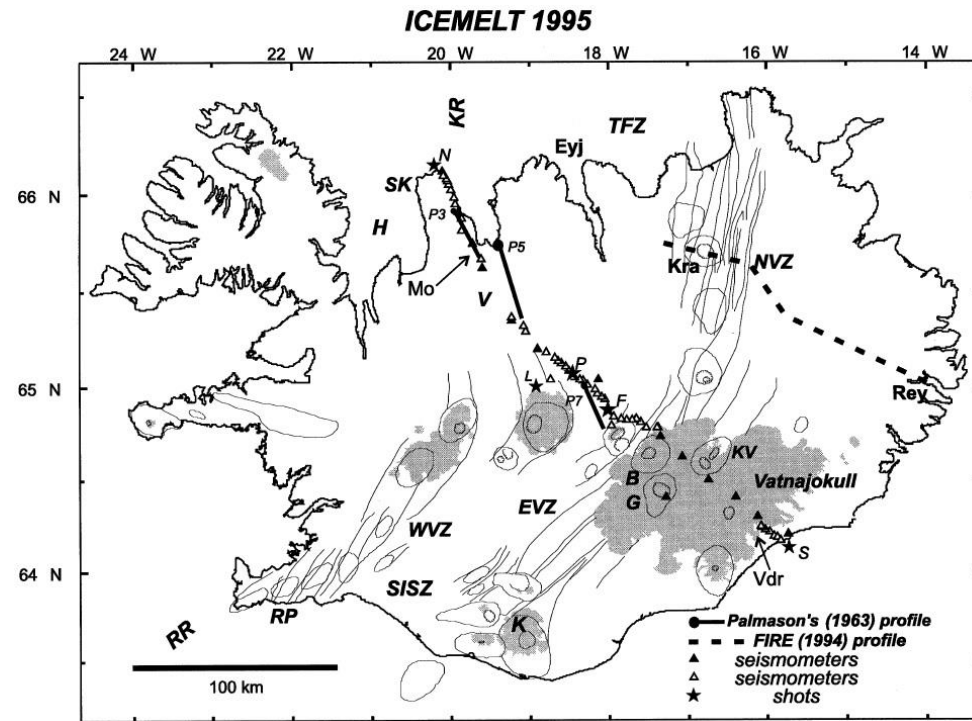 ICEMELT 1995
24 W 22 W 20 W 18 W 16 W 14 W
KR
TFZ
Eyj
N
66 N
SK
P3
H
P5
Kra
NVZ
Mo
V
P
65 N
L
P7
F
Rey
KV
B
Vatnajokull
G
EVZ
WVZ
64 N
SISZ
S
Vdr
RP
K
RR
Palmason's (1963) profile
FIRE (1994) profile
seismometers
seismometers
shots
100 km